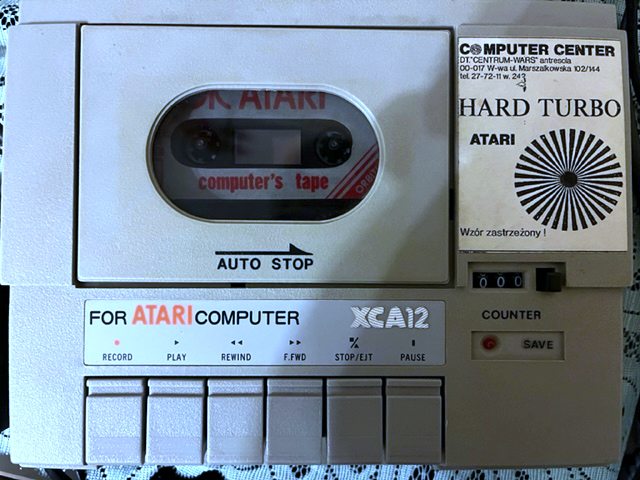 COMPUTER CENTER
DT."CENTRUM-WARS" antresola
00-017 W-wa ul. Marszalkowska 102/144
tel. 27-72-11 w. 243
HARD TURBO
ATARI
Wzór zastrzeżony !
ATARI
computer's tape
ORBIT
AUTO STOP
000
COUNTER
SAVE
FOR ATARI COMPUTER XCA12
RECORD PLAY REWIND F.FWD STOP/EJT PAUSE